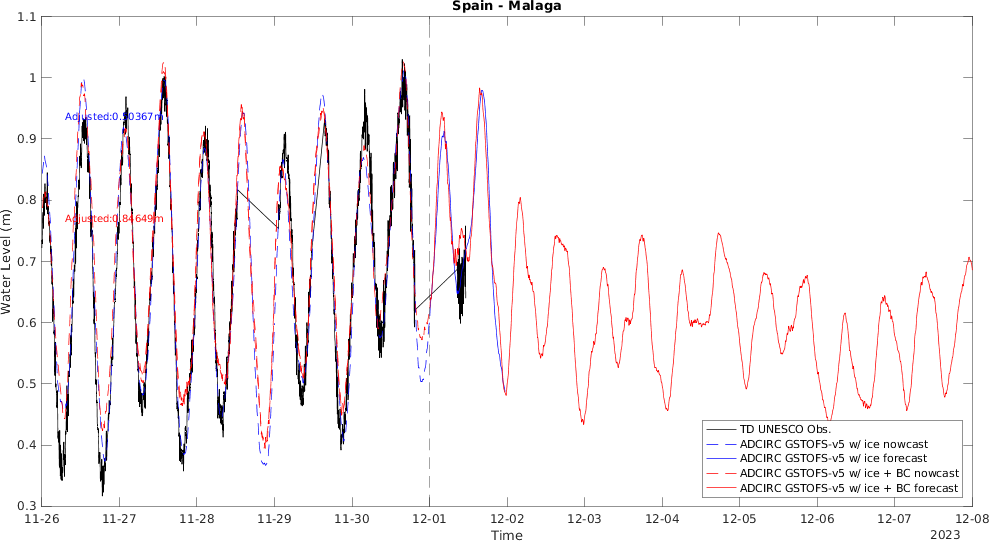 Spain - Malaga
1.1
1
0.9
0.8
0.7
0.6
0.5
0.4
0.3
Water Level (m)
Adjusted:0.90367m
Adjusted:0.84649m
TD UNESCO Obs.
ADCIRC GSTOFS-v5 w/ ice nowcast
ADCIRC GSTOFS-v5 w/ ice forecast
ADCIRC GSTOFS-v5 w/ ice + BC nowcast
ADCIRC GSTOFS-v5 w/ ice + BC forecast
11-26 11-27 11-28 11-29 11-30 12-01 12-02 12-03 12-04 12-05 12-06 12-07 12-08
Time
2023